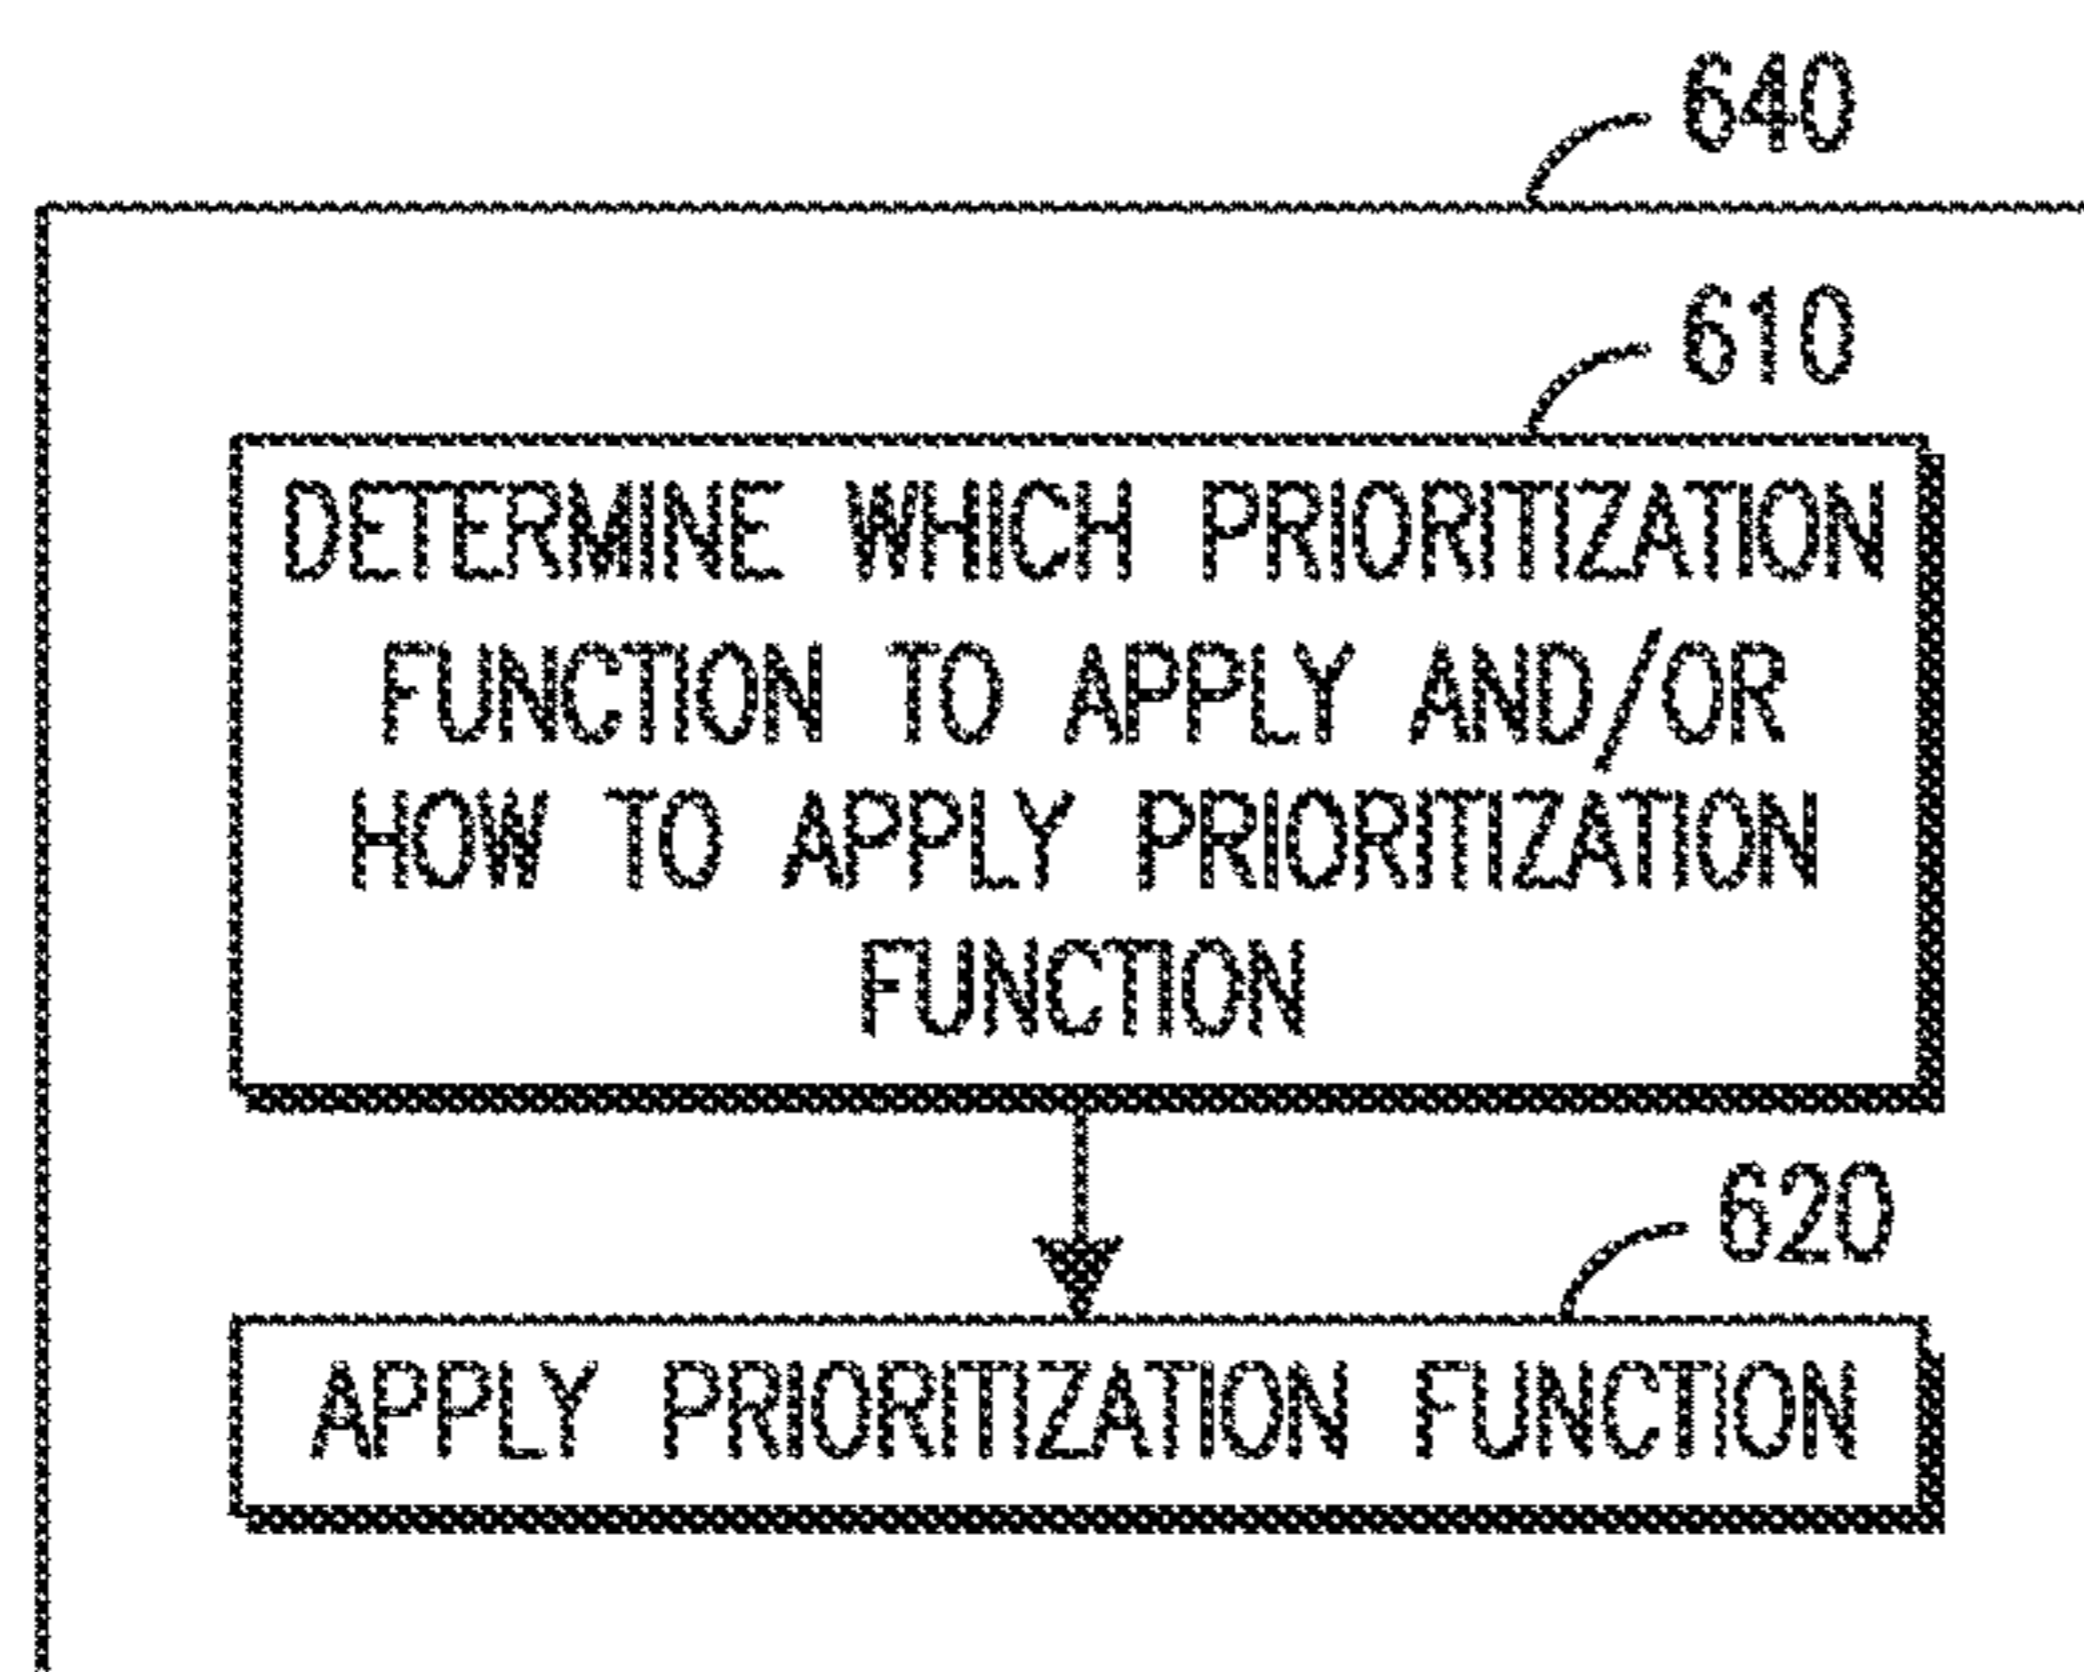 640
610
DETERMINE WHICH PRIORITIZATION
FUNCTION TO APPLY AND/OR
HOW TO APPLY PRIORITIZATION
FUNCTION
620
APPLY PRIORITIZATION FUNCTION